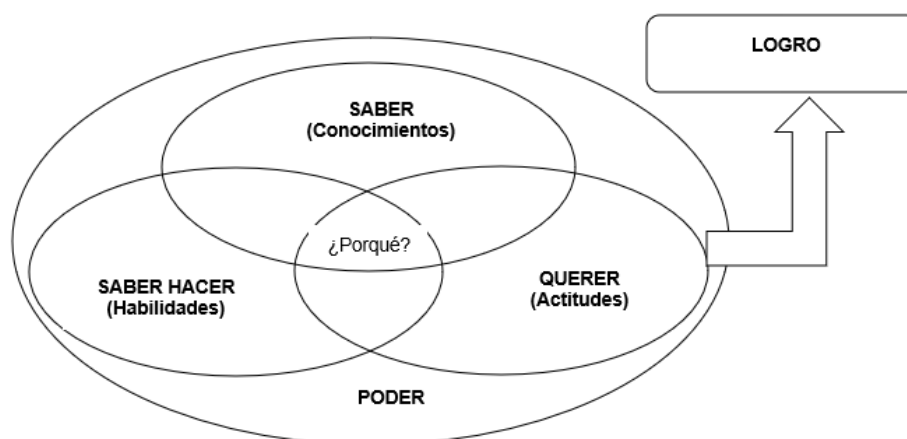 LOGRO
SABER
(Conocimientos)
¿Porqué?
SABER HACER
(Habilidades)
QUERER
(Actitudes)
PODER